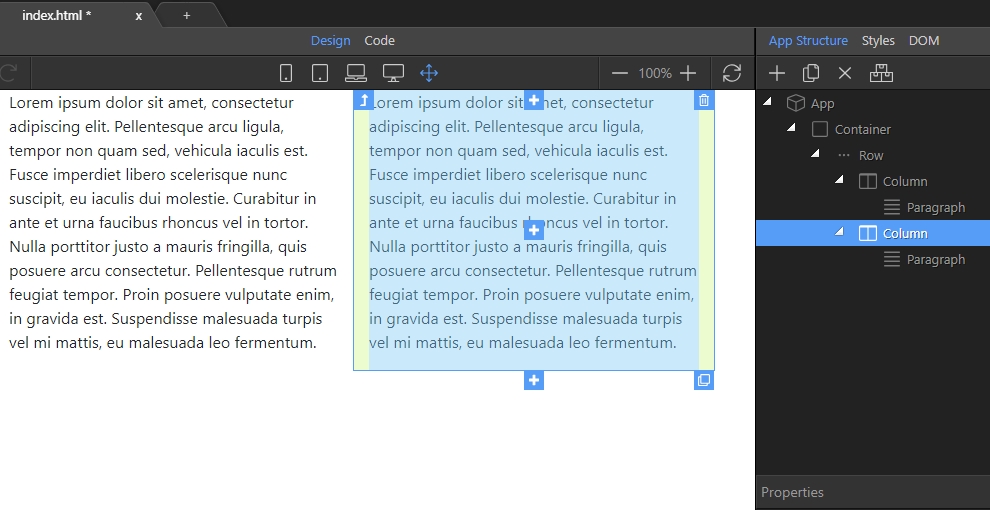 index.html * x +
Design Code
App Structure Styles DOM
100%
Lorem ipsum dolor sit amet, consectetur
adipiscing elit. Pellentesque arcu ligula,
tempor non quam sed, vehicula iaculis est.
Fusce imperdiet libero scelerisque nunc
suscipit, eu iaculis dui molestie. Curabitur in
ante et urna faucibus rhoncus vel in tortor.
Nulla porttitor justo a mauris fringilla, quis
posuere arcu consectetur. Pellentesque rutrum
feugiat tempor. Proin posuere vulputate enim,
in gravida est. Suspendisse malesuada turpis
vel mi mattis, eu malesuada leo fermentum.
Lorem ipsum dolor sit amet, consectetur
adipiscing elit. Pellentesque arcu ligula,
tempor non quam sed, vehicula iaculis est.
Fusce imperdiet libero scelerisque nunc
suscipit, eu iaculis dui molestie. Curabitur in
ante et urna faucibus rhoncus vel in tortor.
Nulla porttitor justo a mauris fringilla, quis
posuere arcu consectetur. Pellentesque rutrum
feugiat tempor. Proin posuere vulputate enim,
in gravida est. Suspendisse malesuada turpis
vel mi mattis, eu malesuada leo fermentum.
App
Container
Row
Column
Paragraph
Column
Paragraph
Properties